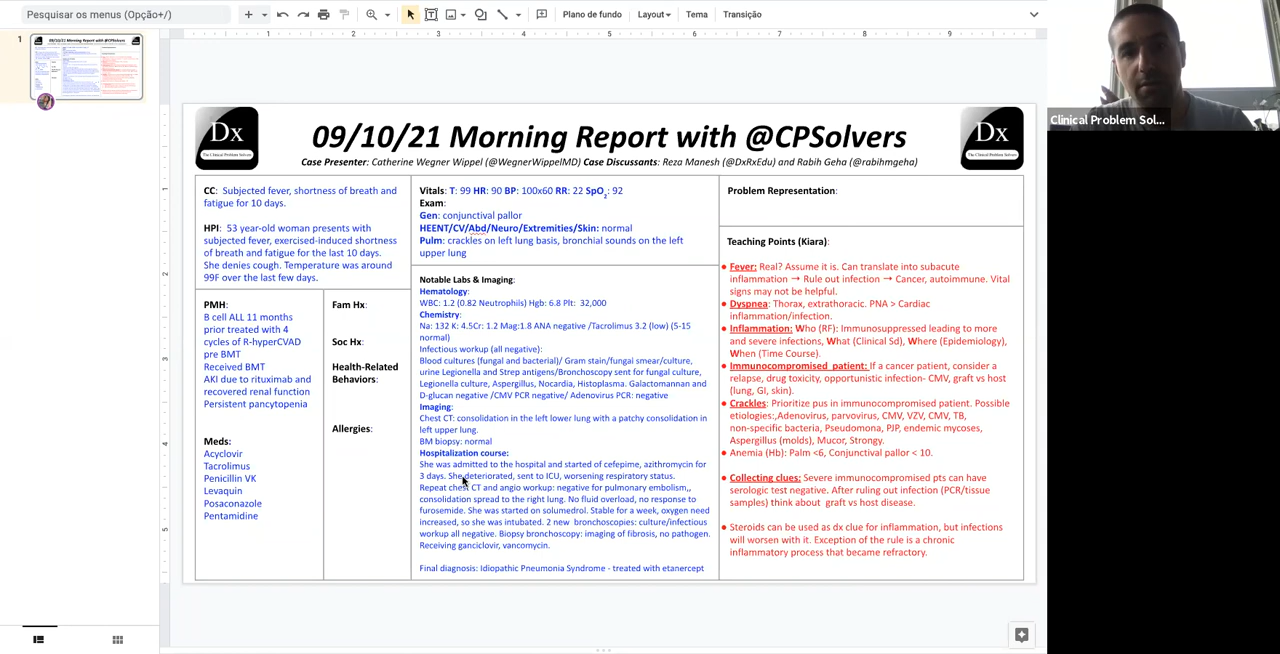 Pesquisar os menus (Opção+/)
Plano de fundo
Layout
Tema
Transição
1 2 3 4 5 6 7 8 9
1
09/10/21 Morning Report with @CPSolvers
Dx
The Clinical Problem Solvers
Dx
The Clinical Problem Solvers
Case Presenter: Catherine Wegner Wippel (@WegnerWippelMD) Case Discussants: Reza Manesh (@DxRxEdu) and Rabih Geha (@rabihmgeha)
CC: Subjected fever, shortness of breath and
fatigue for 10 days.
HPI: 53 year-old woman presents with
subjected fever, exercised-induced shortness
of breath and fatigue for the last 10 days.
She denies cough. Temperature was around
99F over the last few days.
PMH:
B cell ALL 11 months
prior treated with 4
cycles of R-hyperCVAD
pre BMT
Received BMT
AKI due to rituximab and
recovered renal function
Persistent pancytopenia
Meds:
Acyclovir
Tacrolimus
Penicillin VK
Levaquin
Posaconazole
Pentamidine
Fam Hx:
Soc Hx:
Health-Related
Behaviors:
Allergies:
Vitals: T: 99 HR: 90 BP: 100x60 RR: 22 SpO2: 92
Exam:
Gen: conjunctival pallor
HEENT/CV/Abd/Neuro/Extremities/Skin: normal
Pulm: crackles on left lung basis, bronchial sounds on the left
upper lung
Notable Labs & Imaging:
Hematology:
WBC: 1.2 (0.82 Neutrophils) Hgb: 6.8 Plt: 32,000
Chemistry:
Na: 132 K: 4.5Cr: 1.2 Mag:1.8 ANA negative /Tacrolimus 3.2 (low) (5-15
normal)
Infectious workup (all negative):
Blood cultures (fungal and bacterial)/ Gram stain/fungal smear/culture,
urine Legionella and Strep antigens/Bronchoscopy sent for fungal culture,
Legionella culture, Aspergillus, Nocardia, Histoplasma. Galactomannan and
D-glucan negative /CMV PCR negative/ Adenovirus PCR: negative
Imaging:
Chest CT: consolidation in the left lower lung with a patchy consolidation in
left upper lung.
BM biopsy: normal
Hospitalization course:
She was admitted to the hospital and started of cefepime, azithromycin for
3 days. She deteriorated, sent to ICU, worsening respiratory status.
Repeat chest CT and angio workup: negative for pulmonary embolism,,
consolidation spread to the right lung. No fluid overload, no response to
furosemide. She was started on solumedrol. Stable for a week, oxygen need
increased, so she was intubated. 2 new bronchoscopies: culture/infectious
workup all negative. Biopsy bronchoscopy: imaging of fibrosis, no pathogen.
Receiving ganciclovir, vancomycin.
Final diagnosis: Idiopathic Pneumonia Syndrome - treated with etanercept
Problem Representation:
Teaching Points (Kiara):
● Fever: Real? Assume it is. Can translate into subacute
inflammation → Rule out infection → Cancer, autoimmune. Vital
signs may not be helpful.
● Dyspnea: Thorax, extrathoracic. PNA > Cardiac
inflammation/infection.
● Inflammation: Who (RF): Immunosuppressed leading to more
and severe infections, What (Clinical Sd), Where (Epidemiology),
When (Time Course).
● Immunocompromised patient: If a cancer patient, consider a
relapse, drug toxicity, opportunistic infection- CMV, graft vs host
(lung, GI, skin).
● Crackles: Prioritize pus in immunocompromised patient. Possible
etiologies:,Adenovirus, parvovirus, CMV, VZV, CMV, TB,
non-specific bacteria, Pseudomona, PJP, endemic mycoses,
Aspergillus (molds), Mucor, Strongy.
● Anemia (Hb): Palm <6, Conjunctival pallor < 10.
● Collecting clues: Severe immunocompromised pts can have
serologic test negative. After ruling out infection (PCR/tissue
samples) think about graft vs host disease.
● Steroids can be used as dx clue for inflammation, but infections
will worsen with it. Exception of the rule is a chronic
inflammatory process that became refractory.
Clinical Problem Sol...